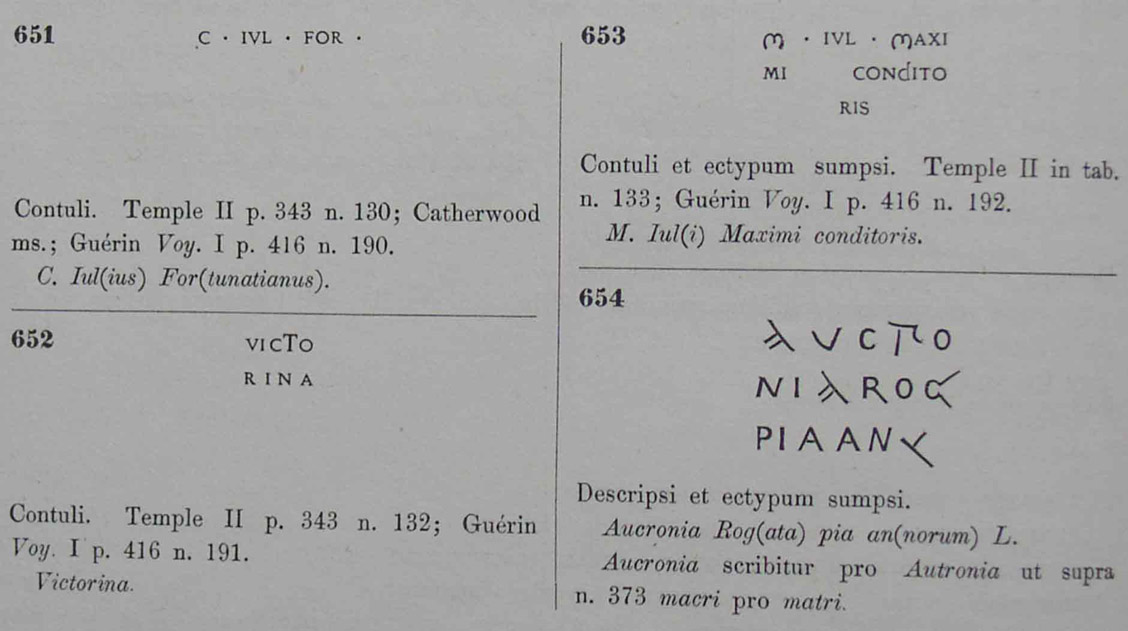 651
C · IVL · FOR ·
Contuli. Temple II p. 343 n. 130; Catherwood
ms.; Guérin Voy. I p. 416 n. 190.
C. Iul(ius) For(tunatianus).
652
VICTO
RINA
Contuli. Temple II p. 343 n. 132; Guérin
Voy. I p. 416 n. 191.
Victorina.
653
M · IVL · MAXI
MI CONdITO
RIS
Contuli et ectypum sumpsi. Temple II in tab.
n. 133; Guérin Voy. I p. 416 n. 192.
M. Iul(i) Maximi conditoris.
654
Descripsi et ectypum sumpsi.
Aucronia Rog(ata) pia an(norum) L.
Aucronia scribitur pro Autronia ut supra
n. 373 macri pro matri.